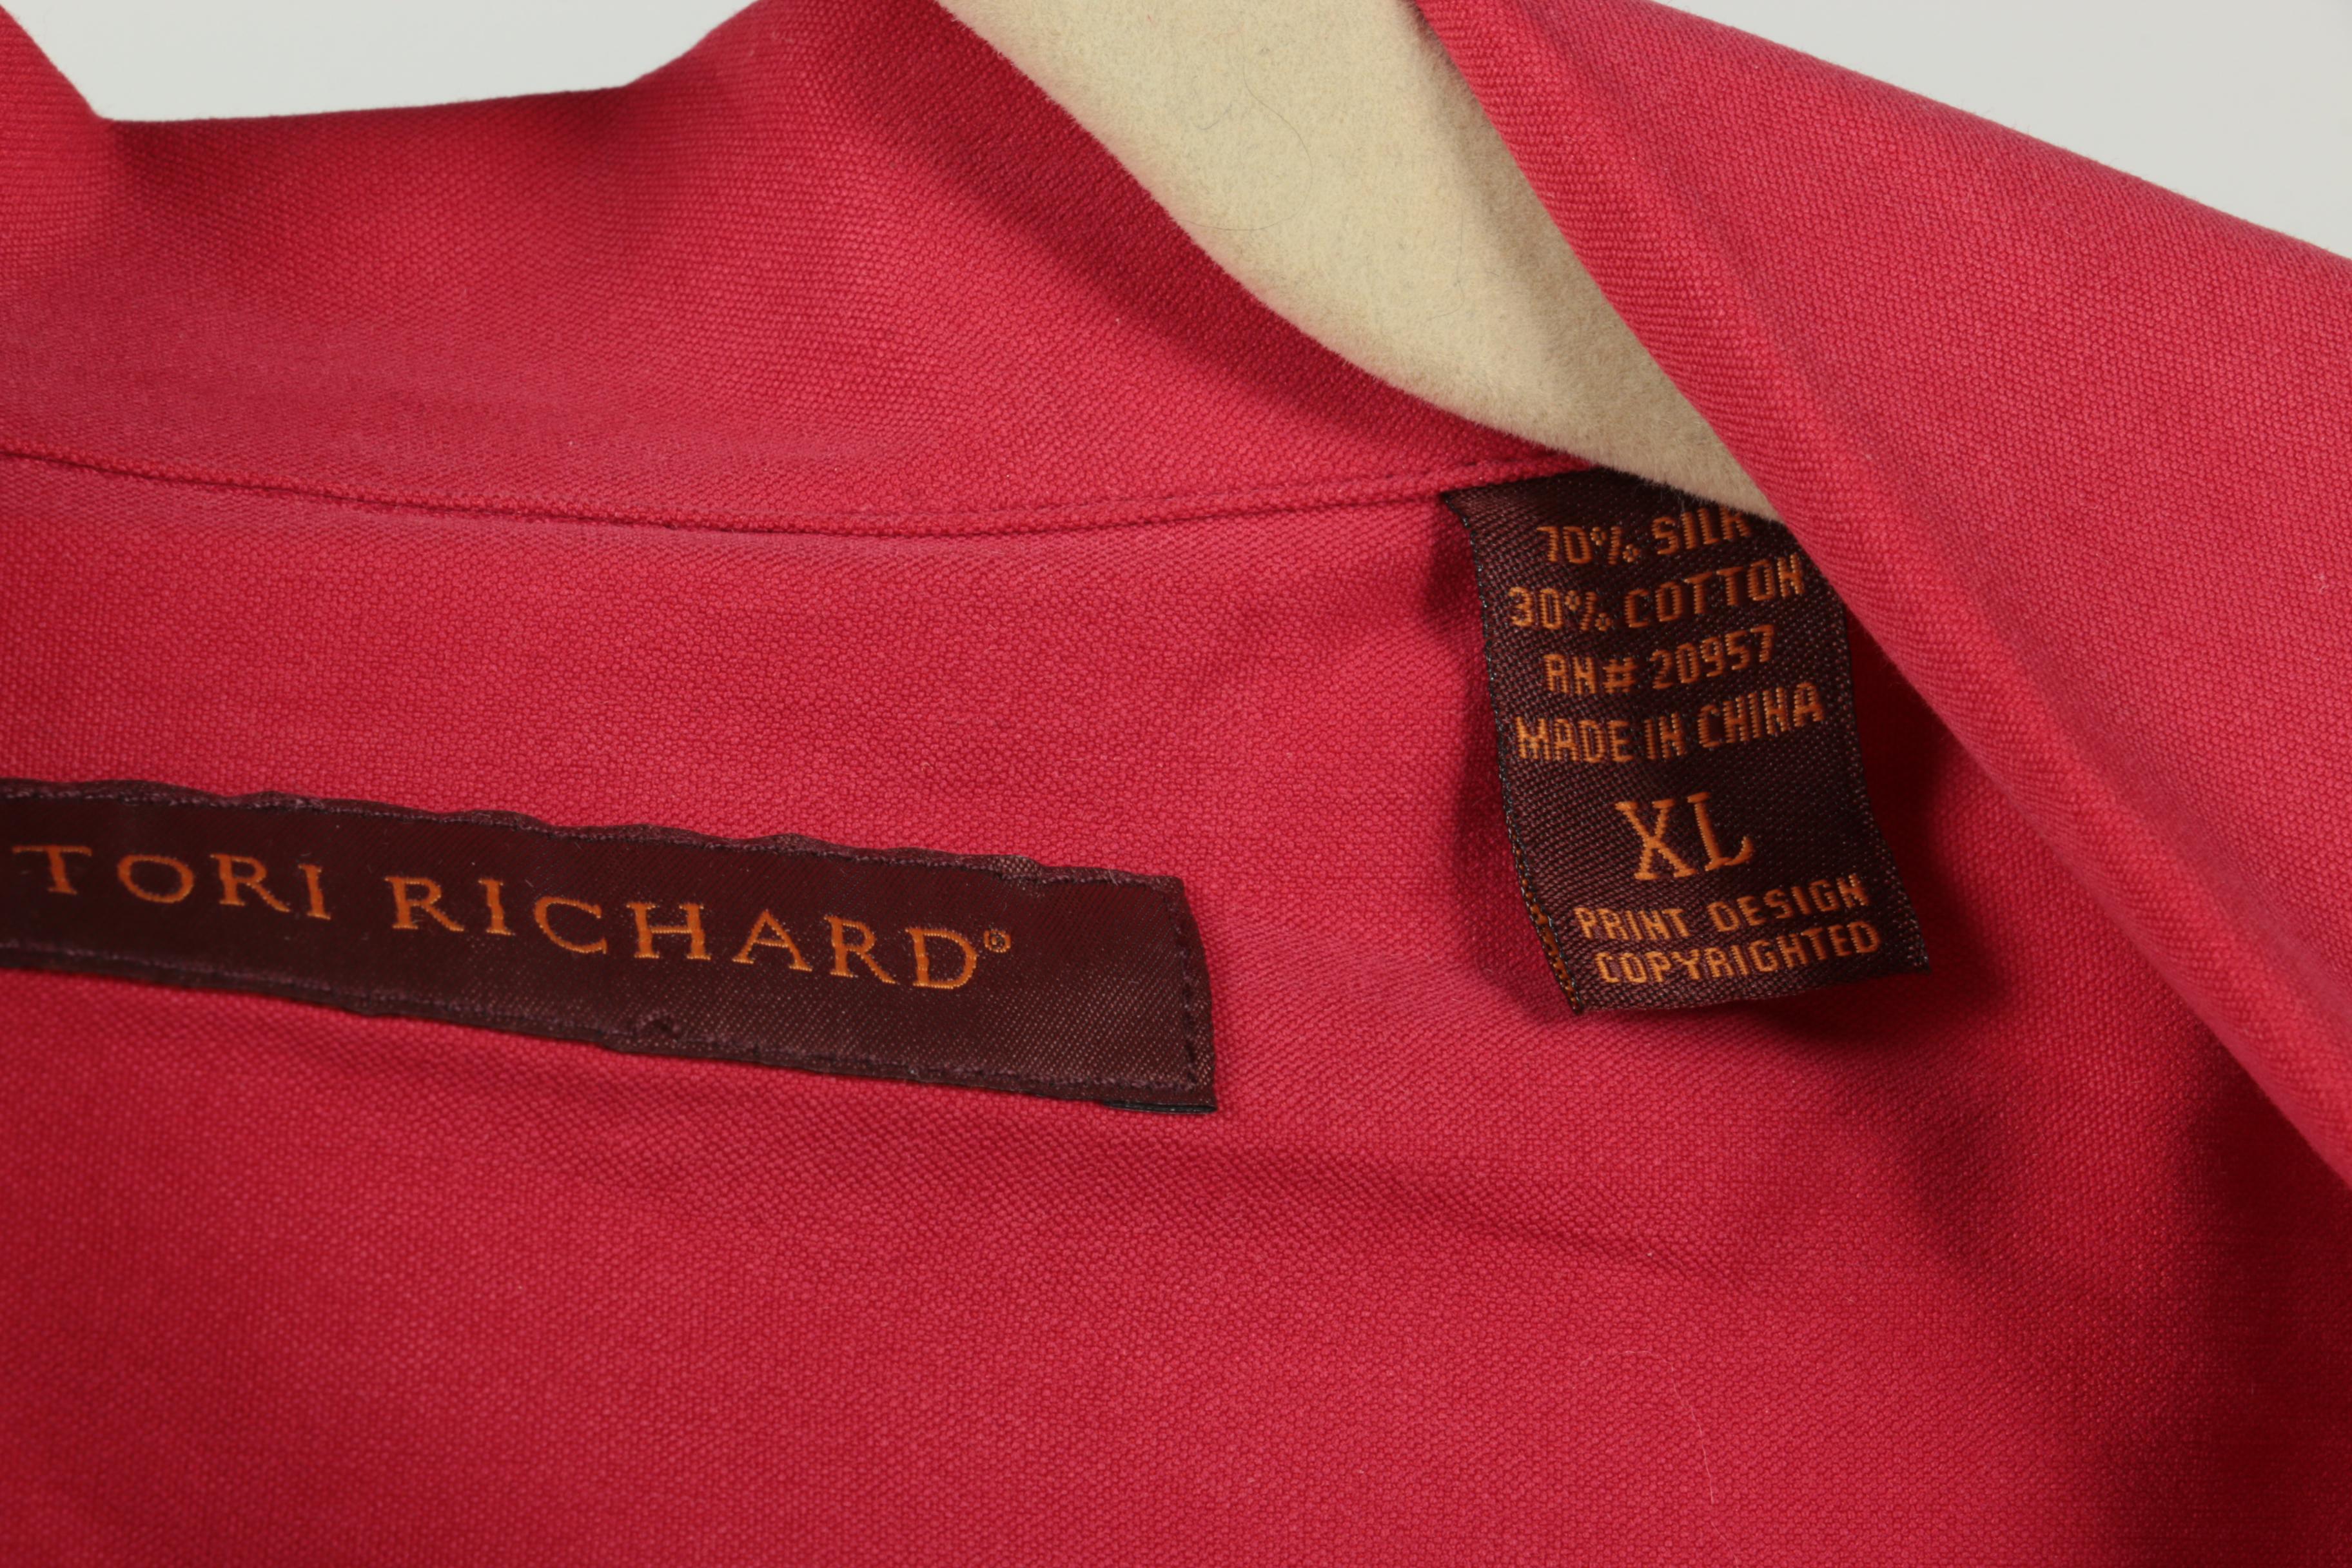 TORI RICHARD®
70% SILK
30% COTTON
RN# 20957
MADE IN CHINA
XL
PRINT DESIGN
COPYRIGHTED